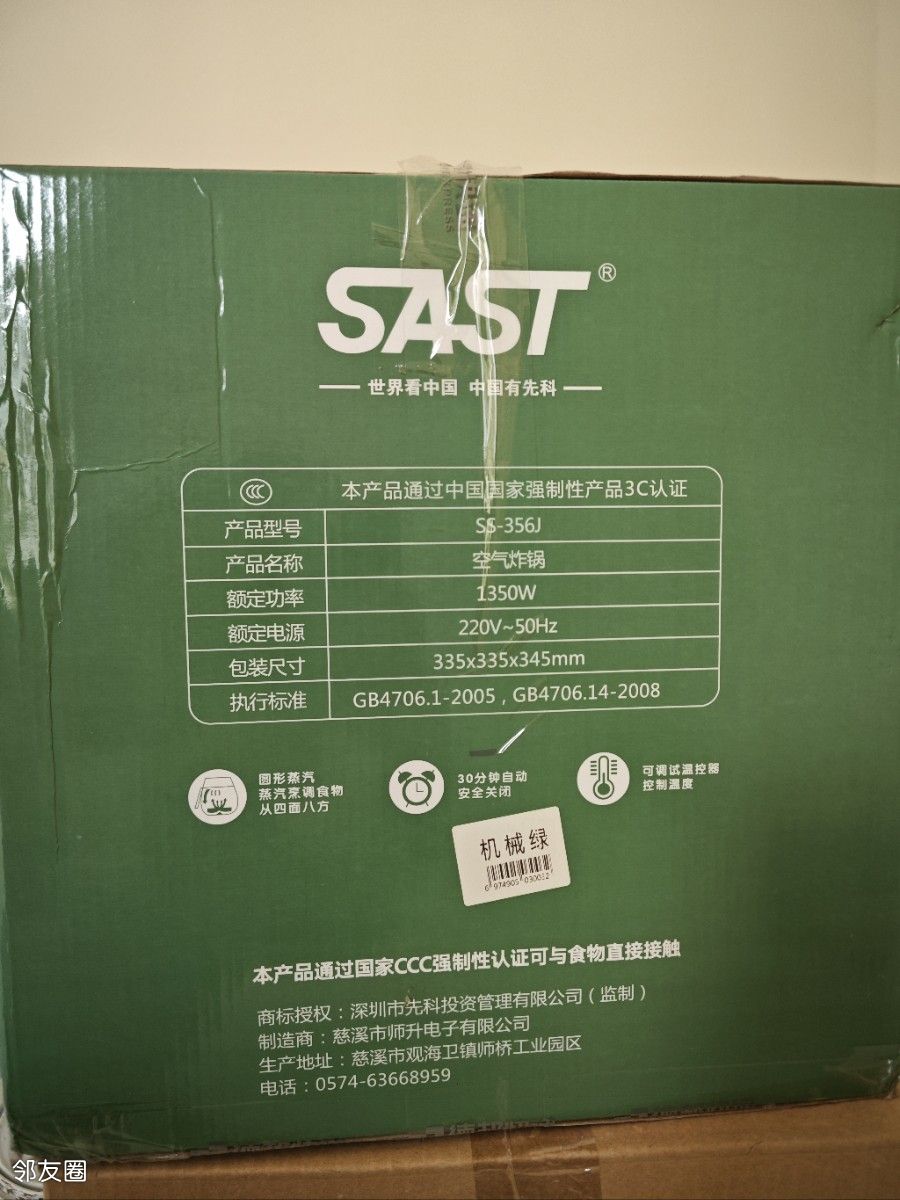 EXPRESS
SAST®
世界看中国 中国有先科
CCC 本产品通过中国国家强制性产品3C认证
产品型号 SS-356J
产品名称 空气炸锅
额定功率 1350W
额定电源 220V~50Hz
包装尺寸 335x335x345mm
执行标准 GB4706.1-2005 , GB4706.14-2008
圆形蒸汽
蒸汽烹调食物
从四面八方
30分钟自动
安全关闭
可调试温控器
控制温度
机械绿
6 974905 030032
本产品通过国家CCC强制性认证可与食物直接接触
商标授权：深圳市先科投资管理有限公司（监制）
制造商：慈溪市师升电子有限公司
生产地址：慈溪市观海卫镇师桥工业园区
电话：0574-63668959
邻友圈